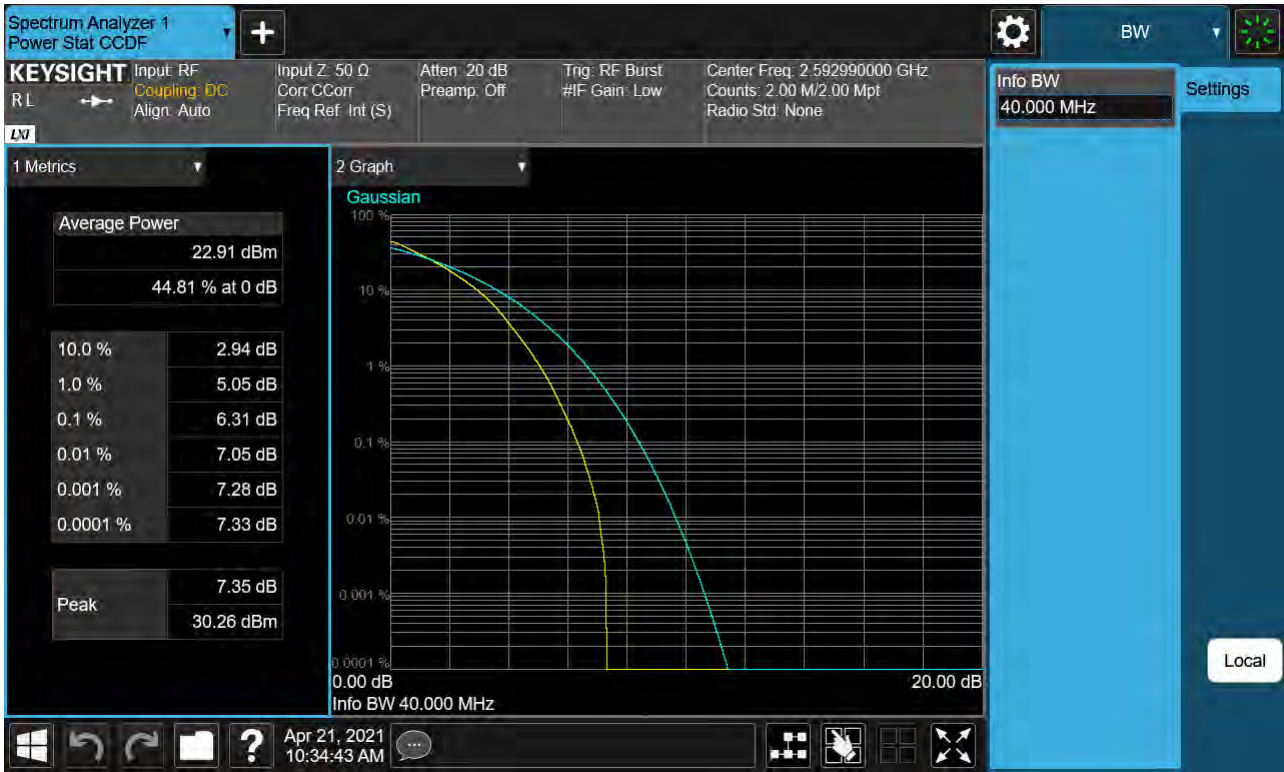 Spectrum Analyzer 1
Power Stat CCDF
+
BW
KEYSIGHT
RL
LXI
Input: RF
Coupling: DC
Align: Auto
Input Z: 50 Ω
Corr CCorr
Freq Ref: Int (S)
Atten: 20 dB
Preamp: Off
Trig: RF Burst
#IF Gain: Low
Center Freq: 2.592990000 GHz
Counts: 2.00 M/2.00 Mpt
Radio Std: None
Info BW
40.000 MHz
Settings
1 Metrics
Average Power
22.91 dBm
44.81 % at 0 dB
10.0 % 2.94 dB
1.0 % 5.05 dB
0.1 % 6.31 dB
0.01 % 7.05 dB
0.001 % 7.28 dB
0.0001 % 7.33 dB
Peak
7.35 dB
30.26 dBm
2 Graph
Gaussian
100 %
10 %
1 %
0.1 %
0.01 %
0.001 %
0.0001 %
0.00 dB 20.00 dB
Info BW 40.000 MHz
Local
?
Apr 21, 2021
10:34:43 AM